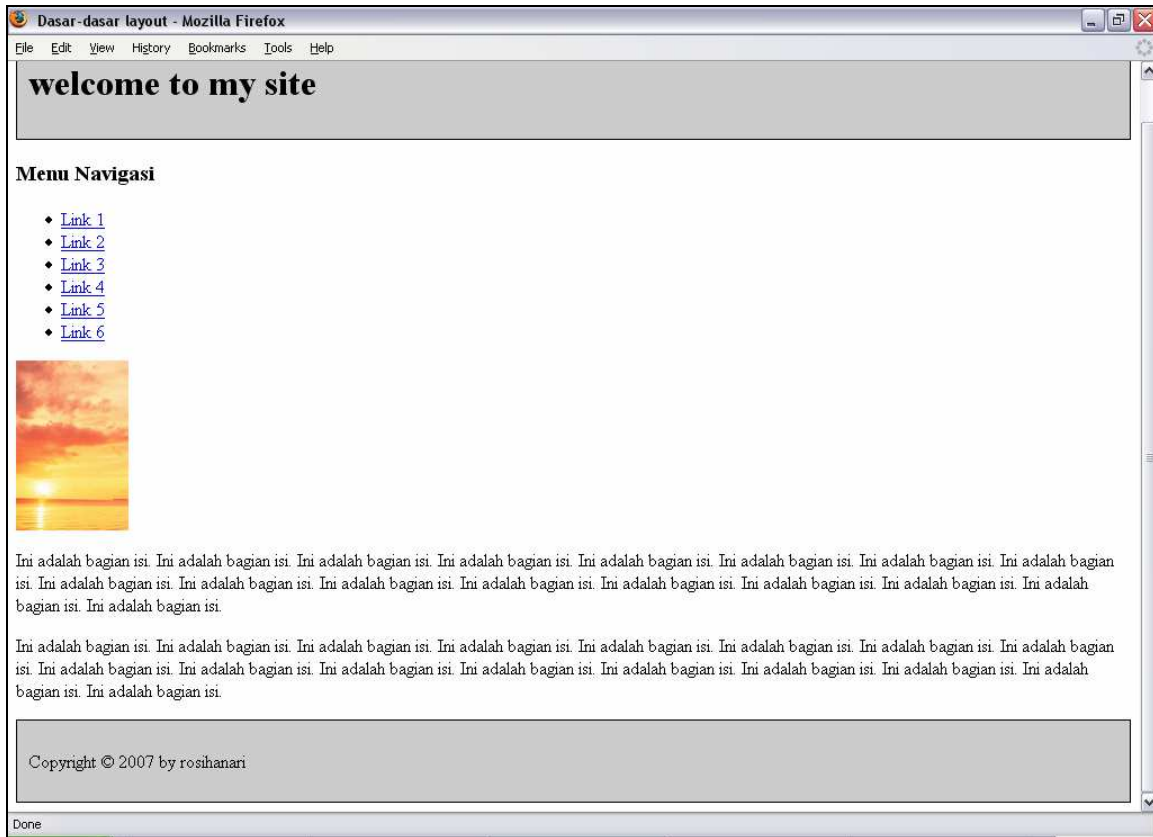 Dasar-dasar layout - Mozilla Firefox
File Edit View History Bookmarks Tools Help
welcome to my site
Menu Navigasi
Link 1
Link 2
Link 3
Link 4
Link 5
Link 6
Ini adalah bagian isi. Ini adalah bagian isi. Ini adalah bagian isi. Ini adalah bagian isi. Ini adalah bagian isi. Ini adalah bagian isi. Ini adalah bagian isi. Ini adalah bagian
isi. Ini adalah bagian isi. Ini adalah bagian isi. Ini adalah bagian isi. Ini adalah bagian isi. Ini adalah bagian isi. Ini adalah bagian isi. Ini adalah bagian isi. Ini adalah
bagian isi. Ini adalah bagian isi.
Ini adalah bagian isi. Ini adalah bagian isi. Ini adalah bagian isi. Ini adalah bagian isi. Ini adalah bagian isi. Ini adalah bagian isi. Ini adalah bagian isi. Ini adalah bagian
isi. Ini adalah bagian isi. Ini adalah bagian isi. Ini adalah bagian isi. Ini adalah bagian isi. Ini adalah bagian isi. Ini adalah bagian isi. Ini adalah bagian isi. Ini adalah
bagian isi. Ini adalah bagian isi.
Copyright © 2007 by rosihanari
Done